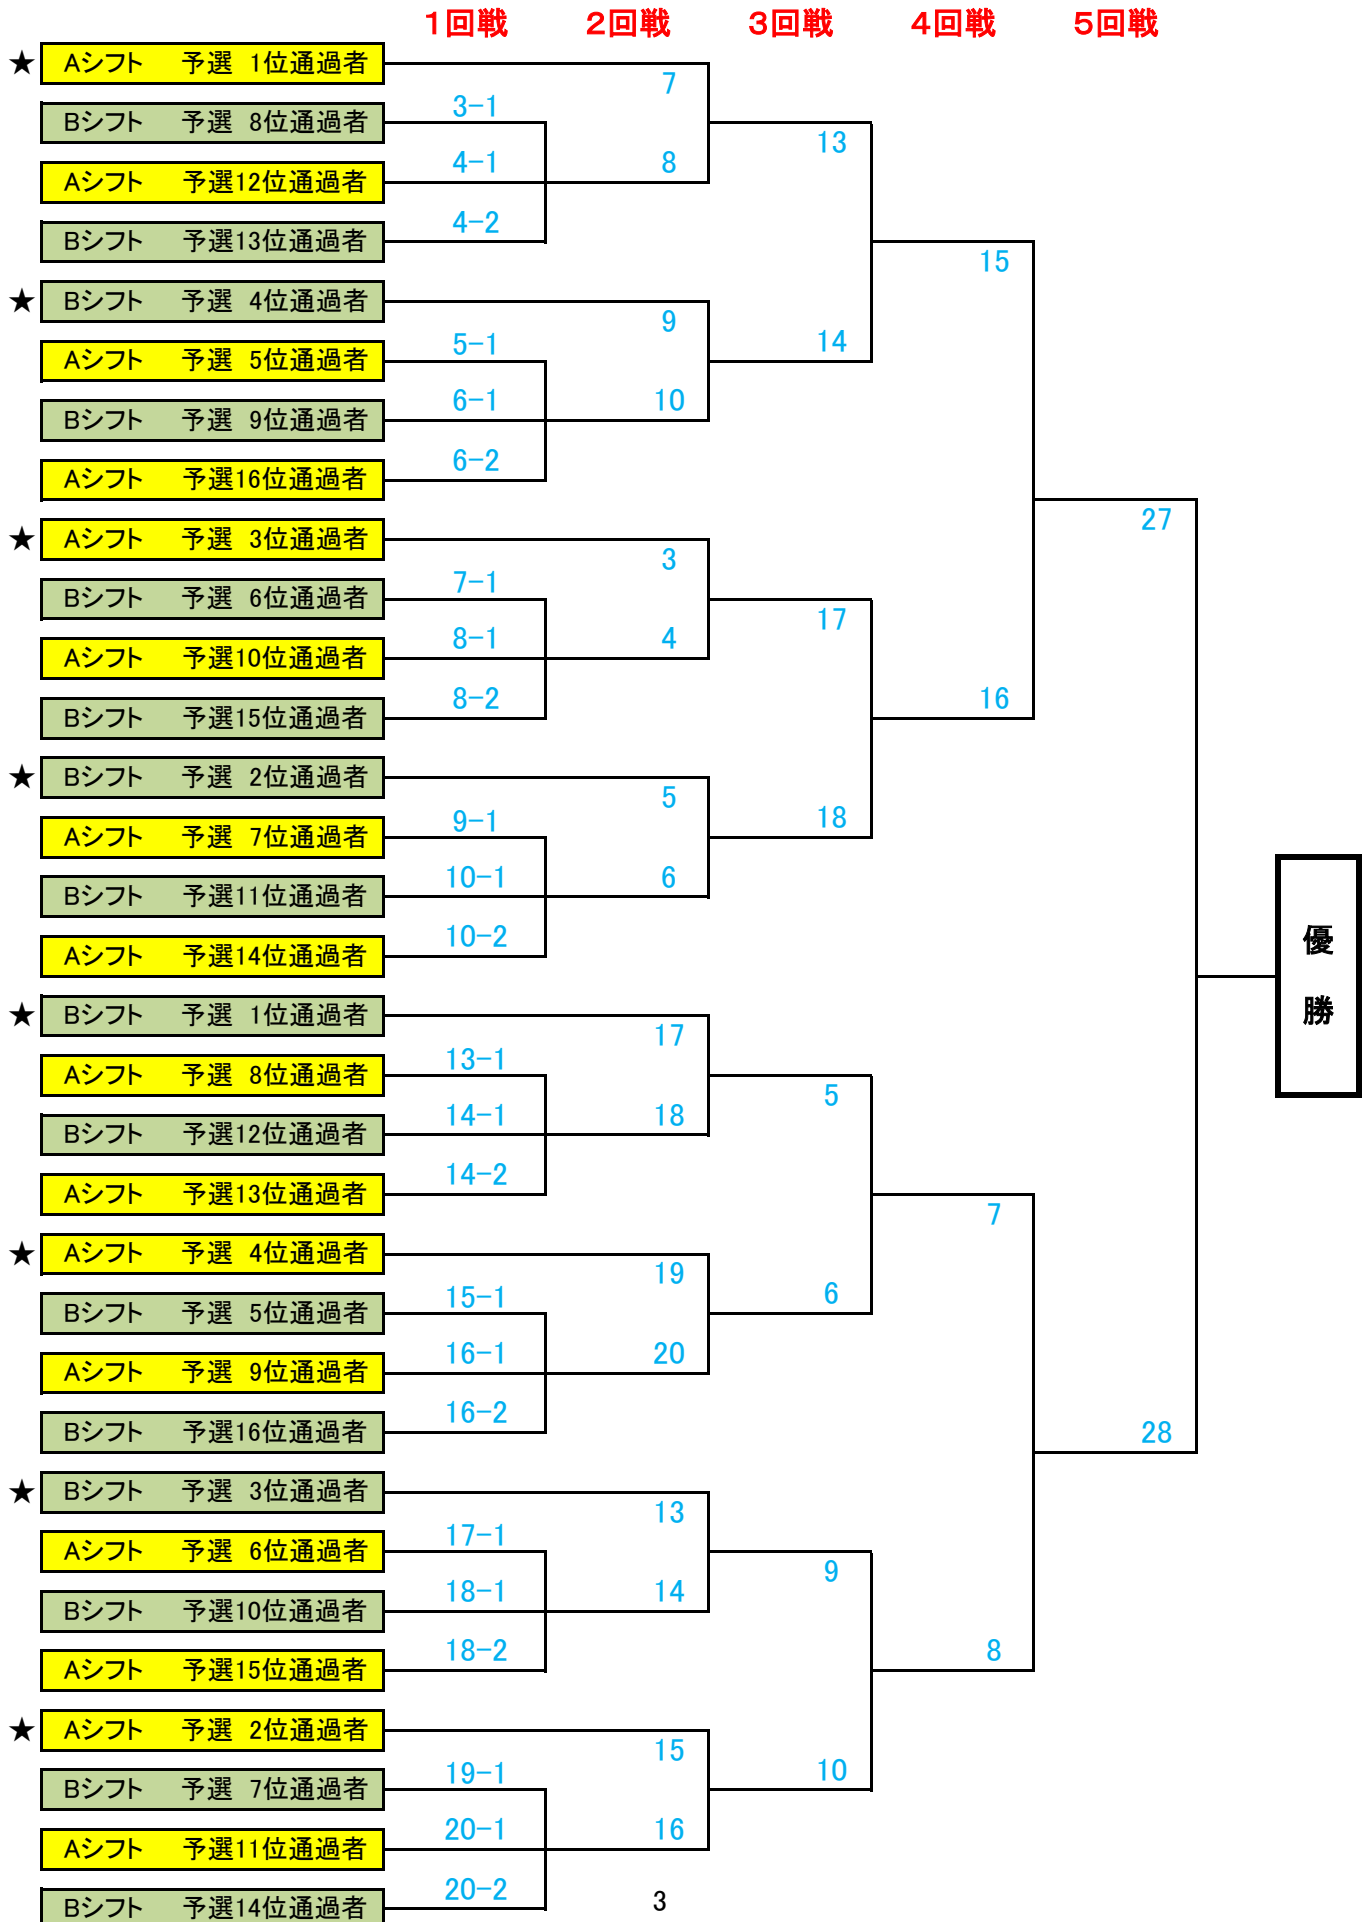 １回戦 ２回戦 ３回戦 ４回戦 ５回戦
★ Aシフト 予選 1位通過者
7
3-1
Bシフト 予選 8位通過者
13
4-1 8
Aシフト 予選12位通過者
4-2
Bシフト 予選13位通過者
15
★ Bシフト 予選 4位通過者
9
5-1 14
Aシフト 予選 5位通過者
6-1 10
Bシフト 予選 9位通過者
6-2
Aシフト 予選16位通過者
27
★ Aシフト 予選 3位通過者
3
7-1
Bシフト 予選 6位通過者
17
8-1 4
Aシフト 予選10位通過者
8-2 16
Bシフト 予選15位通過者
★ Bシフト 予選 2位通過者
5
9-1 18
Aシフト 予選 7位通過者
10-1 6
Bシフト 予選11位通過者
10-2
Aシフト 予選14位通過者
優
勝
★ Bシフト 予選 1位通過者
17
13-1
Aシフト 予選 8位通過者
5
14-1 18
Bシフト 予選12位通過者
14-2
Aシフト 予選13位通過者
7
★ Aシフト 予選 4位通過者
19
15-1 6
Bシフト 予選 5位通過者
16-1 20
Aシフト 予選 9位通過者
16-2 28
Bシフト 予選16位通過者
★ Bシフト 予選 3位通過者
13
17-1
Aシフト 予選 6位通過者
9
18-1 14
Bシフト 予選10位通過者
18-2 8
Aシフト 予選15位通過者
★ Aシフト 予選 2位通過者
15
19-1 10
Bシフト 予選 7位通過者
20-1 16
Aシフト 予選11位通過者
20-2
Bシフト 予選14位通過者
3